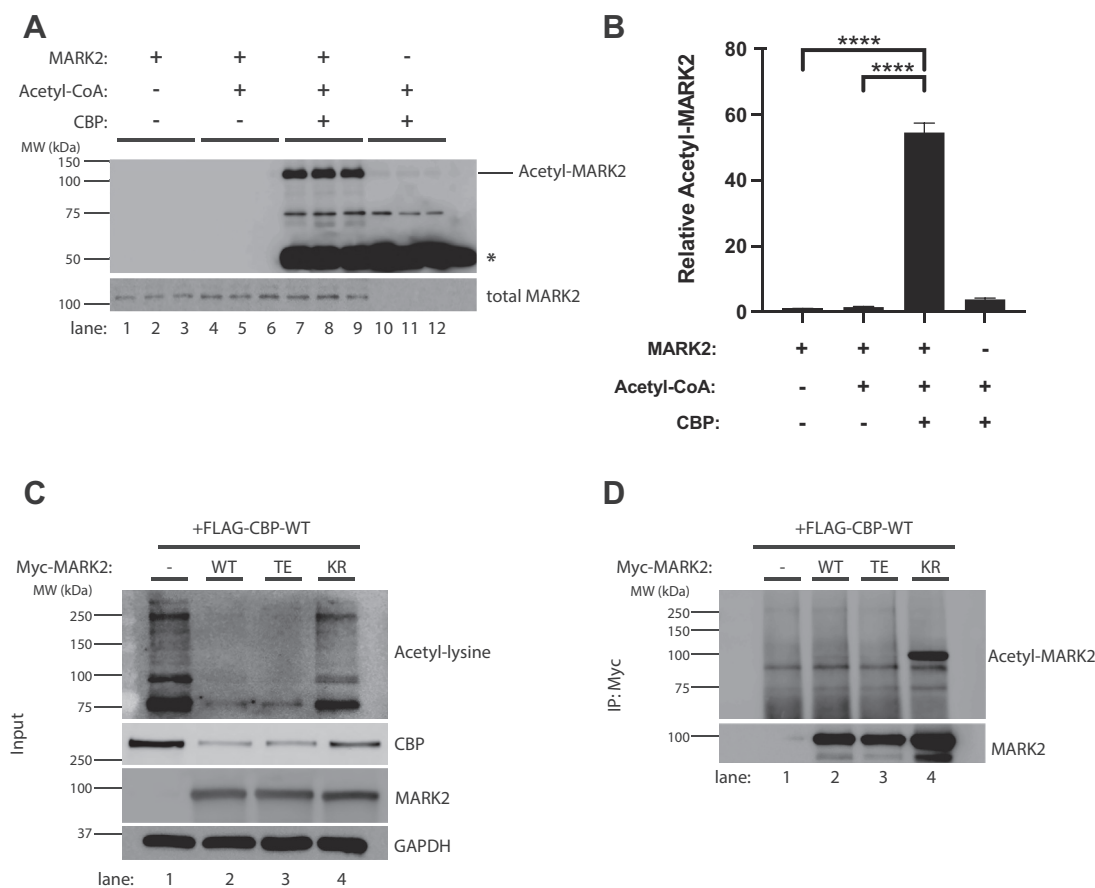 A
MARK2: + + + -
Acetyl-CoA: - + + +
CBP: - - + +
MW (kDa)
150
100
Acetyl-MARK2
75
50
*
100
total MARK2
lane: 1 2 3 4 5 6 7 8 9 10 11 12
B
Relative Acetyl-MARK2
80
60
40
20
0
****
****
MARK2: + + + -
Acetyl-CoA: - + + +
CBP: - - + +
C
+FLAG-CBP-WT
Myc-MARK2: - WT TE KR
MW (kDa)
250
150
Acetyl-lysine
100
75
Input
CBP
250
100
MARK2
37
GAPDH
lane: 1 2 3 4
D
+FLAG-CBP-WT
Myc-MARK2: - WT TE KR
MW (kDa)
250
150
100
Acetyl-MARK2
75
IP: Myc
100
MARK2
lane: 1 2 3 4